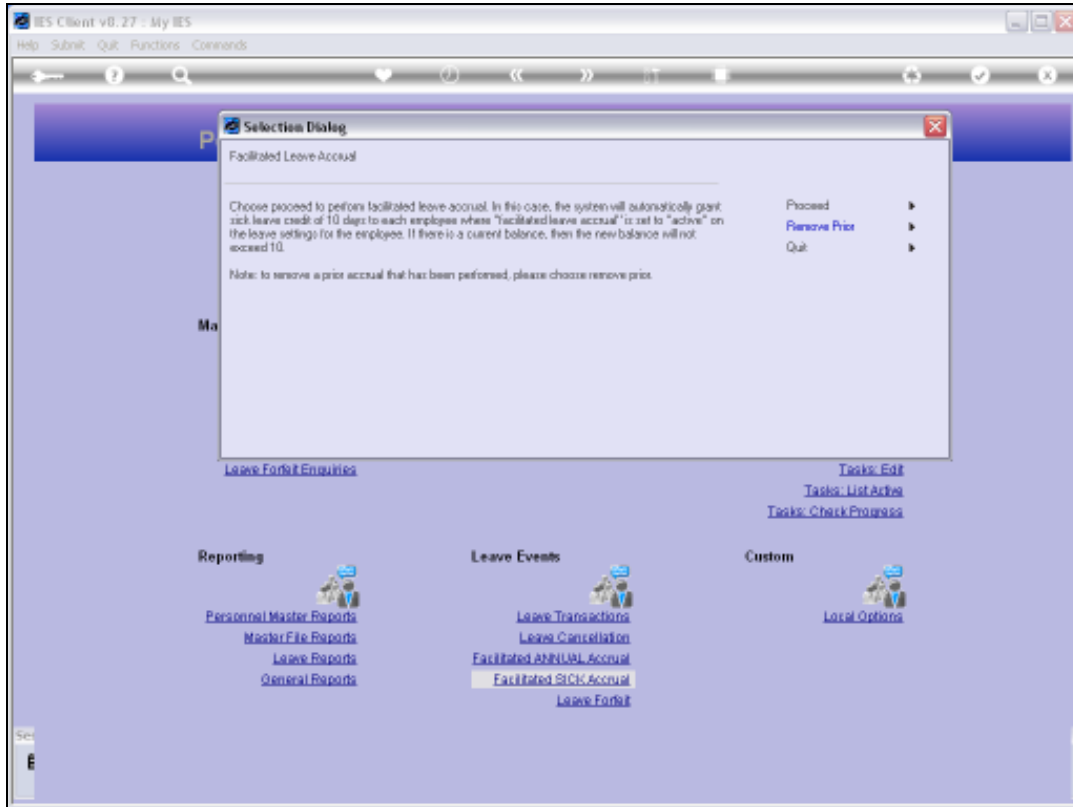 IES Client v8.27 : My IES
Help Submit Quit Functions Commands
P
Selection Dialog
Facilitated Leave Accrual
Choose proceed to perform facilitated leave accrual. In this case, the system will automatically grant
sick leave credit of 10 days to each employee where "facilitated leave accrual" is set to "active" on
the leave settings for the employee. If there is a current balance, then the new balance will not
exceed 10.
Note: to remove a prior accrual that has been performed, please choose remove prior.
Proceed
Remove Prior
Quit
Ma
Leave Forfeit Enquiries
Tasks: Edit
Tasks: List Active
Tasks: Check Progress
Reporting
Personnel Master Reports
Master File Reports
Leave Reports
General Reports
Leave Events
Leave Transactions
Leave Cancellation
Facilitated ANNUAL Accrual
Facilitated SICK Accrual
Leave Forfeit
Custom
Local Options
Se